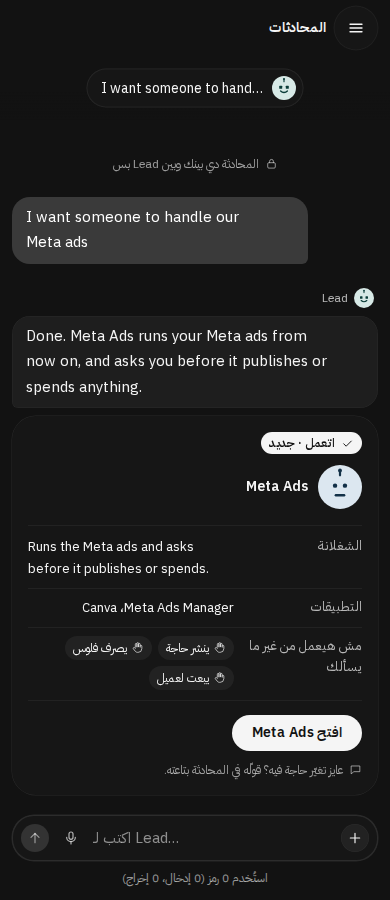 المحادثات
I want someone to hand...
المحادثة دي بينك وبين Lead بس
I want someone to handle our
Meta ads
Lead
Done. Meta Ads runs your Meta ads from
now on, and asks you before it publishes or
spends anything.
اتعمل · جديد
Meta Ads
الشغلانة
Runs the Meta ads and asks
before it publishes or spends.
التطبيقات
Canva ،Meta Ads Manager
مش هيعمل من غير ما
يسألك
ينشر حاجة
يصرف فلوس
يبعت لعميل
افتح Meta Ads
عايز تغيّر حاجة فيه؟ قولّه في المحادثة بتاعته.
اكتب لـ Lead...
استُخدم 0 رمز (0 إدخال، 0 إخراج)